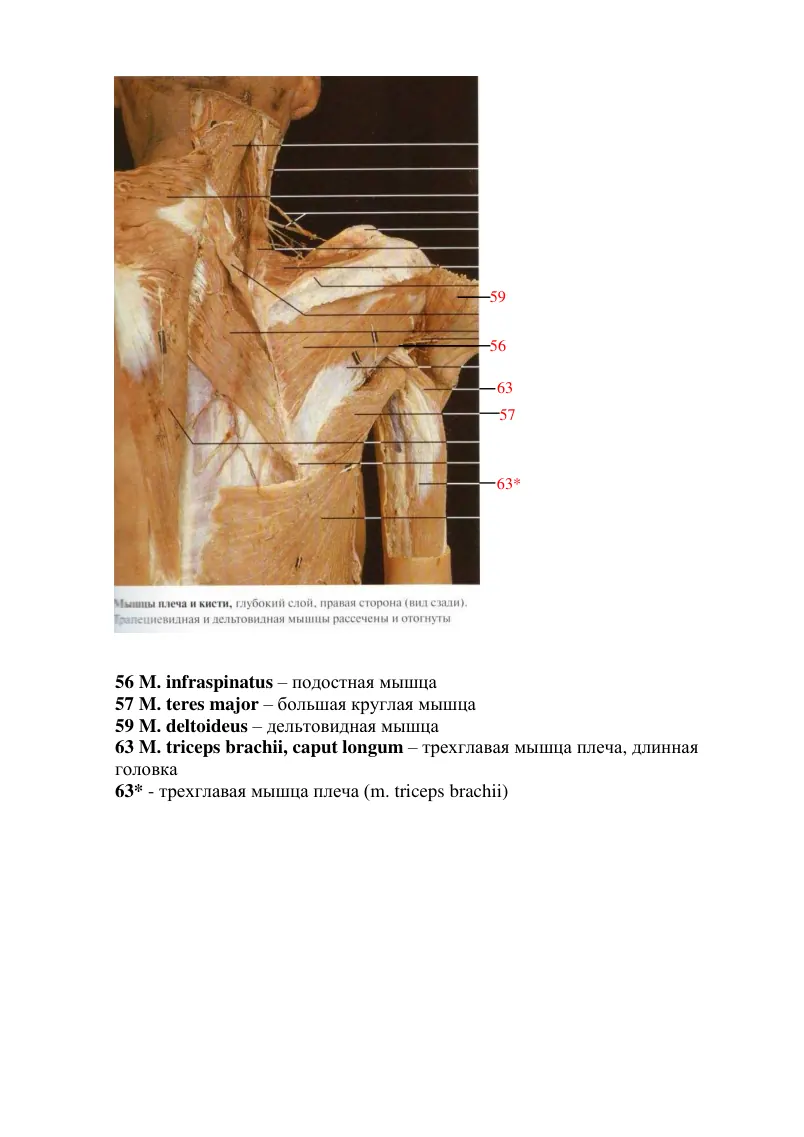 59
56
63
57
63*
Мышцы плеча и кисти, глубокий слой, правая сторона (вид сзади).
Трапециевидная и дельтовидная мышцы рассечены и отогнуты
56 M. infraspinatus – подостная мышца
57 M. teres major – большая круглая мышца
59 M. deltoideus – дельтовидная мышца
63 M. triceps brachii, caput longum – трехглавая мышца плеча, длинная
головка
63* - трехглавая мышца плеча (m. triceps brachii)